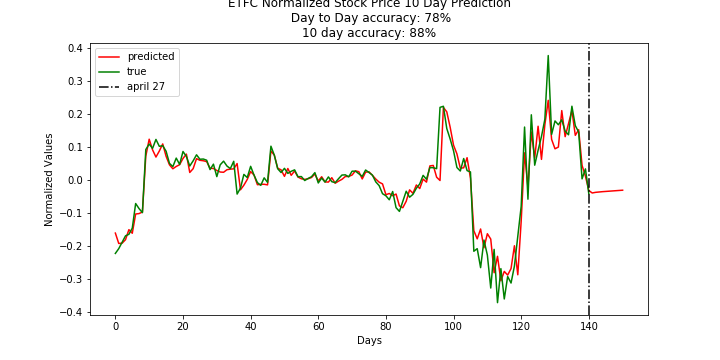 ETFC Normalized Stock Price 10 Day Prediction
Day to Day accuracy: 78%
10 day accuracy: 88%
predicted
true
april 27
Normalized Values
0.4
0.3
0.2
0.1
0.0
−0.1
−0.2
−0.3
−0.4
0 20 40 60 80 100 120 140
Days